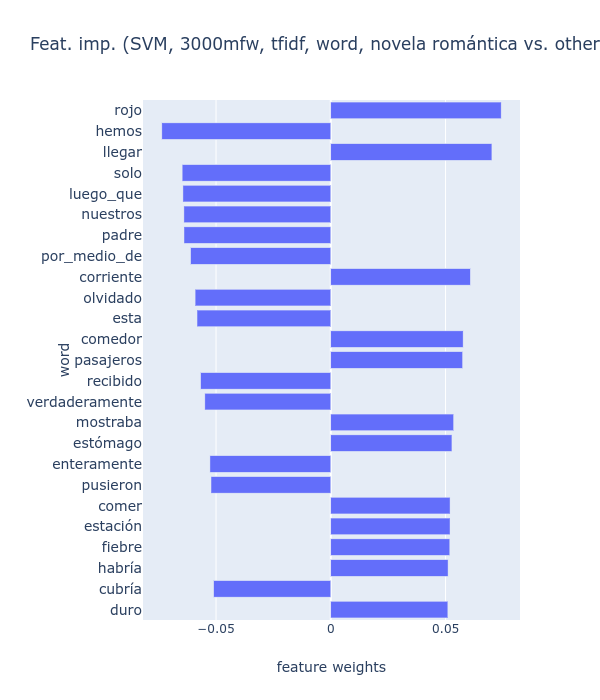 Feat. imp. (SVM, 3000mfw, tfidf, word, novela romántica vs. other
rojo
hemos
llegar
solo
luego_que
nuestros
padre
por_medio_de
corriente
olvidado
esta
comedor
word
pasajeros
recibido
verdaderamente
mostraba
estómago
enteramente
pusieron
comer
estación
fiebre
habría
cubría
duro
−0.05 0 0.05
feature weights